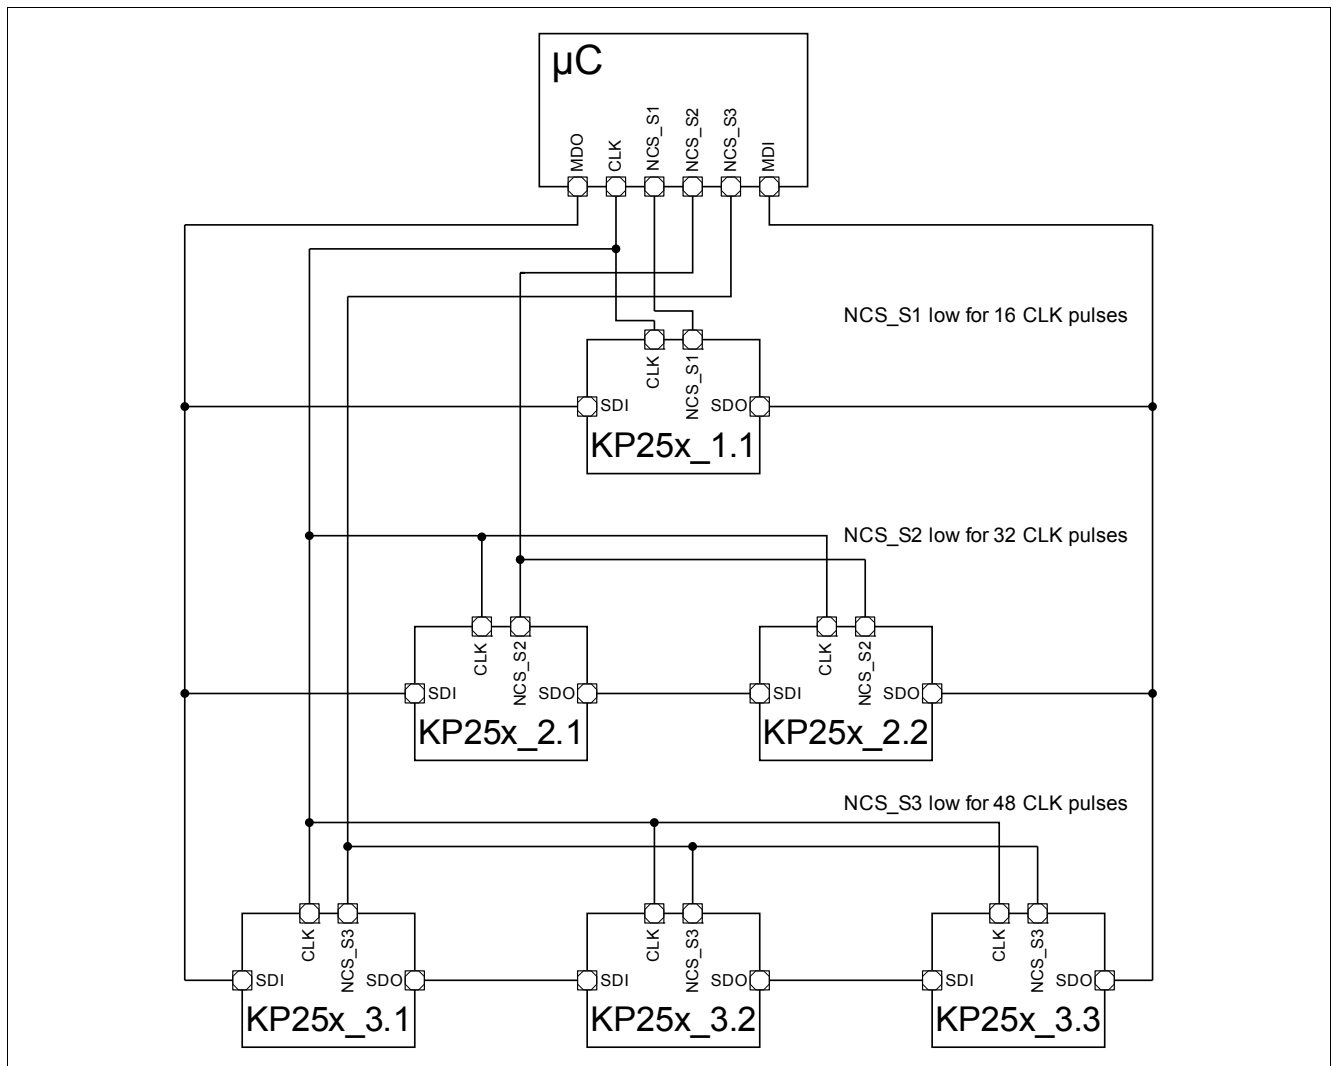 µC
MDO
CLK
NCS_S1
NCS_S2
NCS_S3
MDI
NCS_S1 low for 16 CLK pulses
CLK
NCS_S1
SDI
SDO
KP25x_1.1
NCS_S2 low for 32 CLK pulses
CLK
NCS_S2
CLK
NCS_S2
SDI
SDO
SDI
SDO
KP25x_2.1
KP25x_2.2
NCS_S3 low for 48 CLK pulses
CLK
NCS_S3
CLK
NCS_S3
CLK
NCS_S3
SDI
SDO
SDI
SDO
SDI
SDO
KP25x_3.1
KP25x_3.2
KP25x_3.3